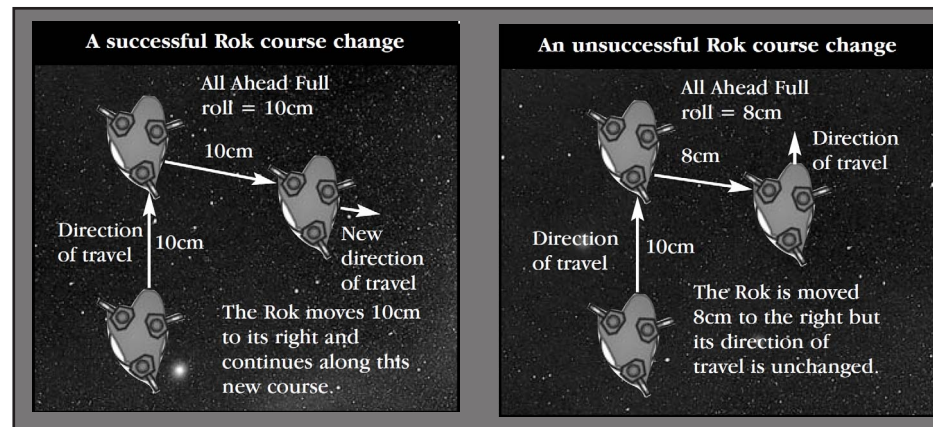 A successful Rok course change
All Ahead Full
roll = 10cm
10cm
Direction
of travel
10cm
New
direction
of travel
The Rok moves 10cm
to its right and
continues along this
new course.
An unsuccessful Rok course change
All Ahead Full
roll = 8cm
8cm
Direction
of travel
Direction
of travel
10cm
The Rok is moved
8cm to the right but
its direction of
travel is unchanged.